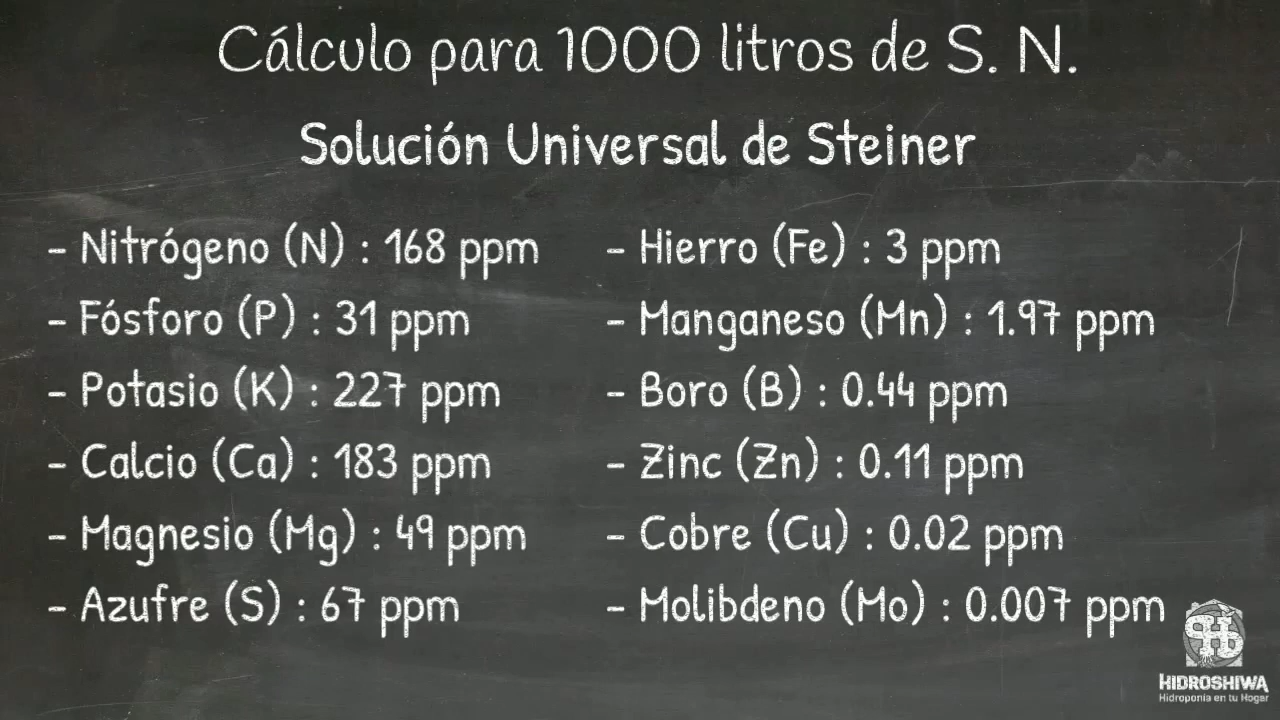 Cálculo para 1000 litros de S. N.
Solución Universal de Steiner
- Nitrógeno (N) : 168 ppm
- Fósforo (P) : 31 ppm
- Potasio (K) : 227 ppm
- Calcio (Ca) : 183 ppm
- Magnesio (Mg) : 49 ppm
- Azufre (S) : 67 ppm
- Hierro (Fe) : 3 ppm
- Manganeso (Mn) : 1.97 ppm
- Boro (B) : 0.44 ppm
- Zinc (Zn) : 0.11 ppm
- Cobre (Cu) : 0.02 ppm
- Molibdeno (Mo) : 0.007 ppm
HIDROSHIWA
Hidroponia en tu Hogar